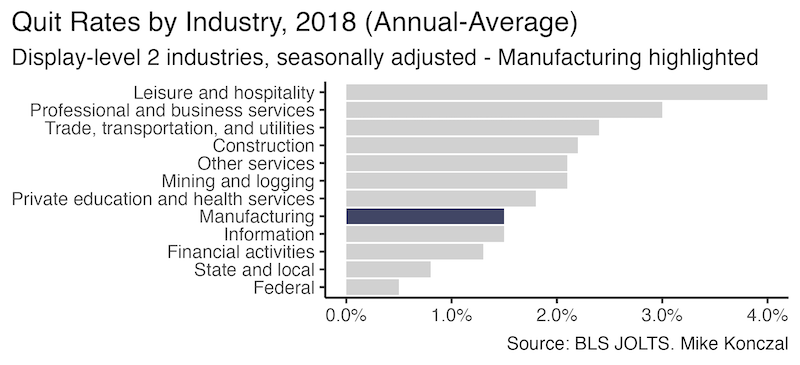 Quit Rates by Industry, 2018 (Annual-Average)
Display-level 2 industries, seasonally adjusted - Manufacturing highlighted
Leisure and hospitality
Professional and business services
Trade, transportation, and utilities
Construction
Other services
Mining and logging
Private education and health services
Manufacturing
Information
Financial activities
State and local
Federal
0.0% 1.0% 2.0% 3.0% 4.0%
Source: BLS JOLTS. Mike Konczal